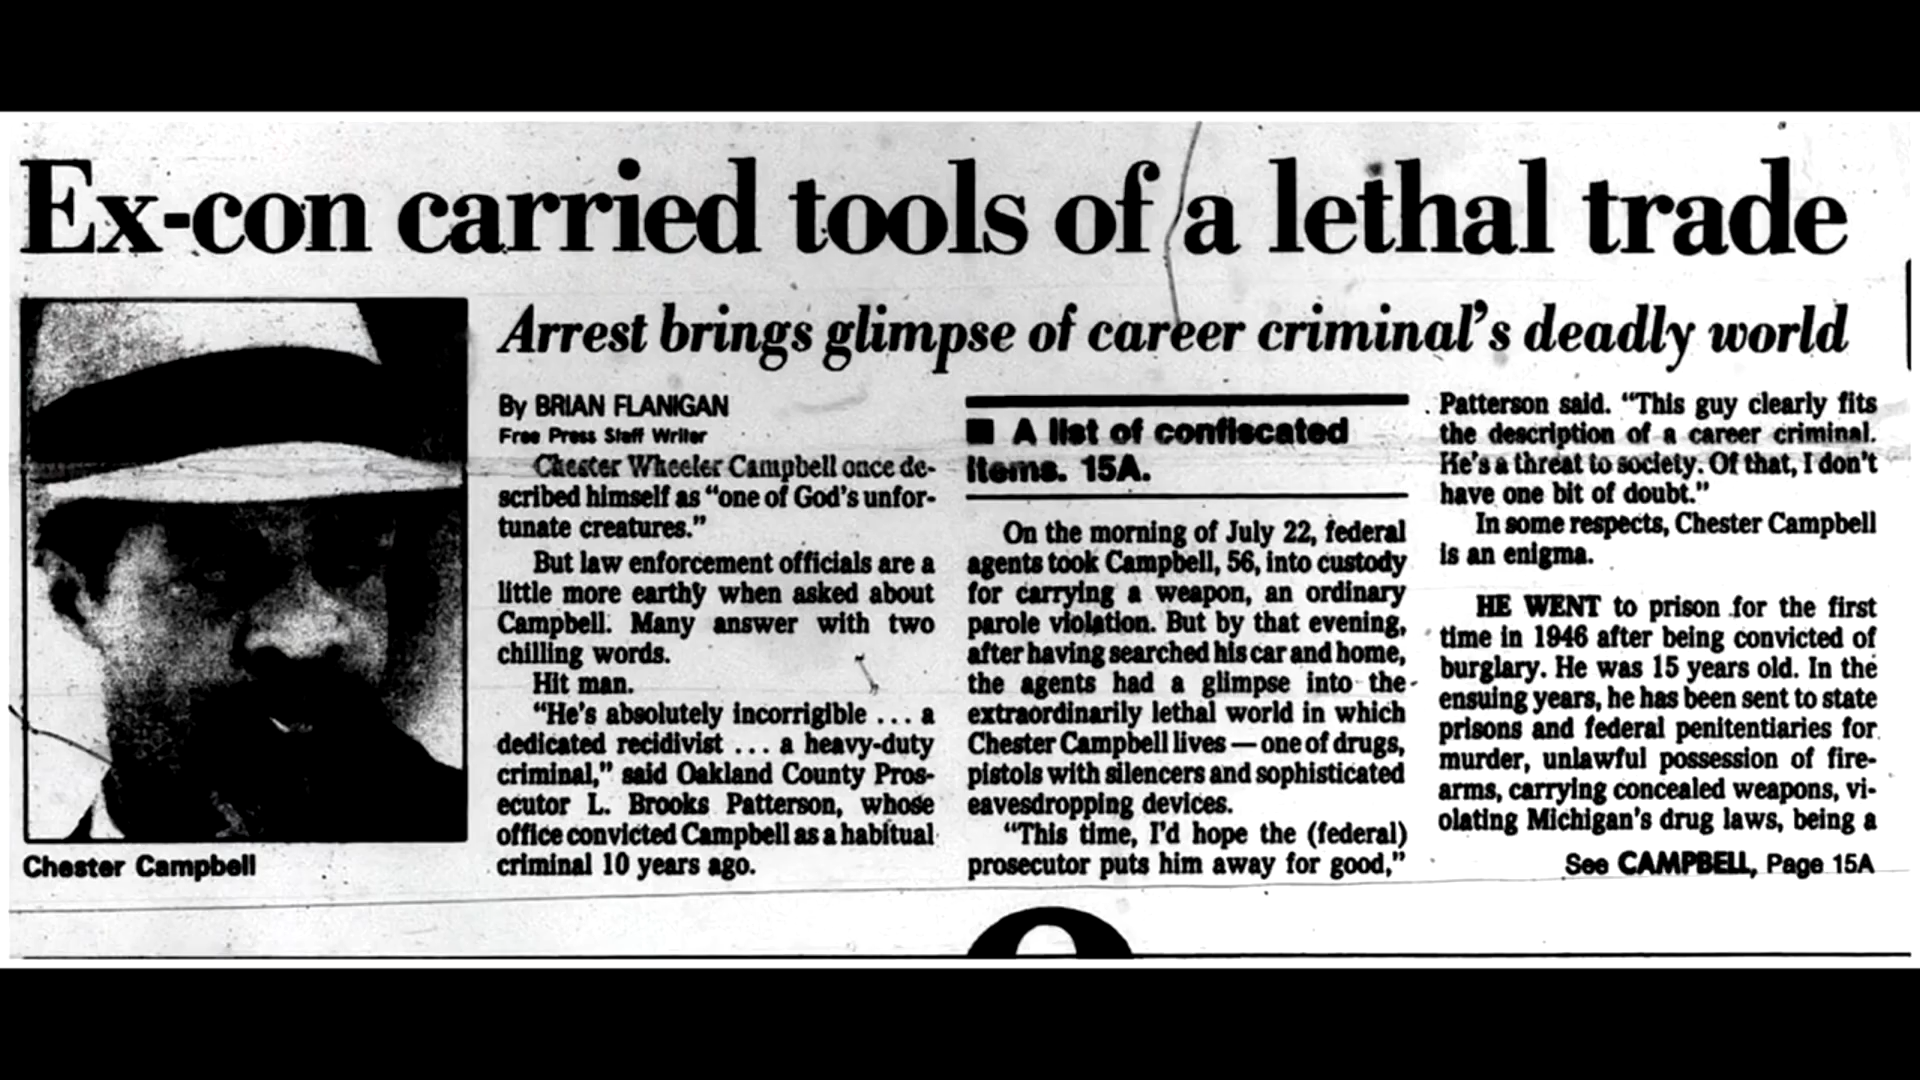 Ex-con carried tools of a lethal trade
Arrest brings glimpse of career criminal's deadly world
Chester Campbell
By BRIAN FLANIGAN
Free Press Staff Writer
Chester Wheeler Campbell once de-
scribed himself as "one of God's unfor-
tunate creatures."
But law enforcement officials are a
little more earthy when asked about
Campbell. Many answer with two
chilling words.
Hit man.
"He's absolutely incorrigible . . . a
dedicated recidivist . . . a heavy-duty
criminal," said Oakland County Pros-
ecutor L. Brooks Patterson, whose
office convicted Campbell as a habitual
criminal 10 years ago.
■ A list of confiscated
items. 15A.
On the morning of July 22, federal
agents took Campbell, 56, into custody
for carrying a weapon, an ordinary
parole violation. But by that evening,
after having searched his car and home,
the agents had a glimpse into the
extraordinarily lethal world in which
Chester Campbell lives — one of drugs,
pistols with silencers and sophisticated
eavesdropping devices.
"This time, I'd hope the (federal)
prosecutor puts him away for good,"
Patterson said. "This guy clearly fits
the description of a career criminal.
He's a threat to society. Of that, I don't
have one bit of doubt."
In some respects, Chester Campbell
is an enigma.
HE WENT to prison for the first
time in 1946 after being convicted of
burglary. He was 15 years old. In the
ensuing years, he has been sent to state
prisons and federal penitentiaries for
murder, unlawful possession of fire-
arms, carrying concealed weapons, vi-
olating Michigan's drug laws, being a
See CAMPBELL, Page 15A